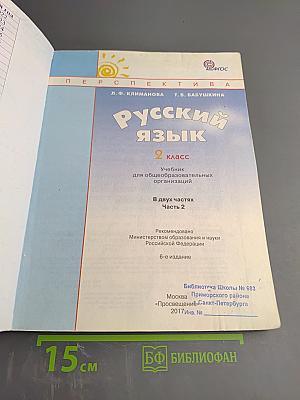 ФГОС
ПЕРСПЕКТИВА
Л. Ф. КЛИМАНОВА Т. В. БАБУШКИНА
Русский
язык
2 класс
Учебник
для общеобразовательных
организаций
В двух частях
Часть 2
Рекомендовано
Министерством образования и науки
Российской Федерации
6-е издание
Библиотека Школы № 683
Приморского района
г. Санкт-Петербурга
Инв. №
Москва
«Просвещение»
2017
15 см
БФ БИБЛИОФАН